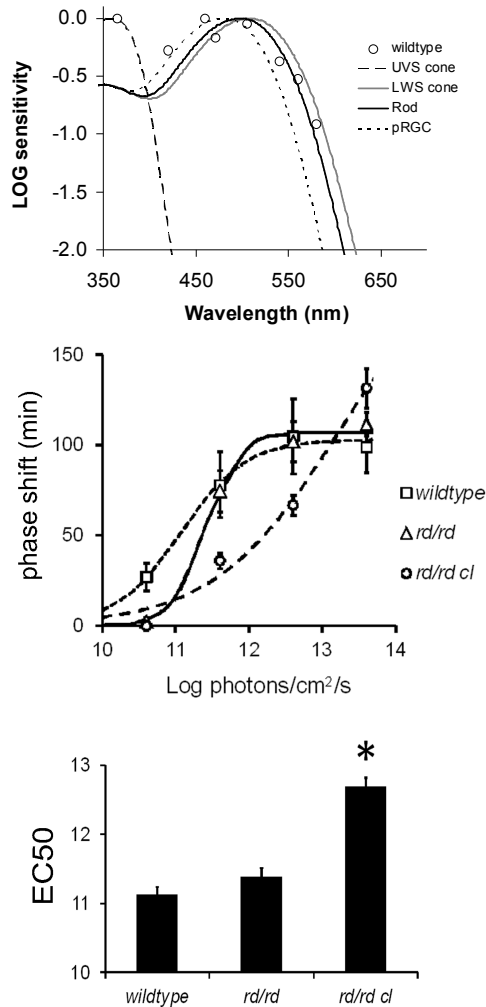 0.0
-0.5
-1.0
-1.5
-2.0
LOG sensitivity
350
450
550
650
Wavelength (nm)
wildtype
UVS cone
LWS cone
Rod
pRGC
150
100
50
0
phase shift (min)
10
11
12
13
14
Log photons/cm²/s
wildtype
rd/rd
rd/rd cl
13
12
11
10
EC50
*
wildtype
rd/rd
rd/rd cl